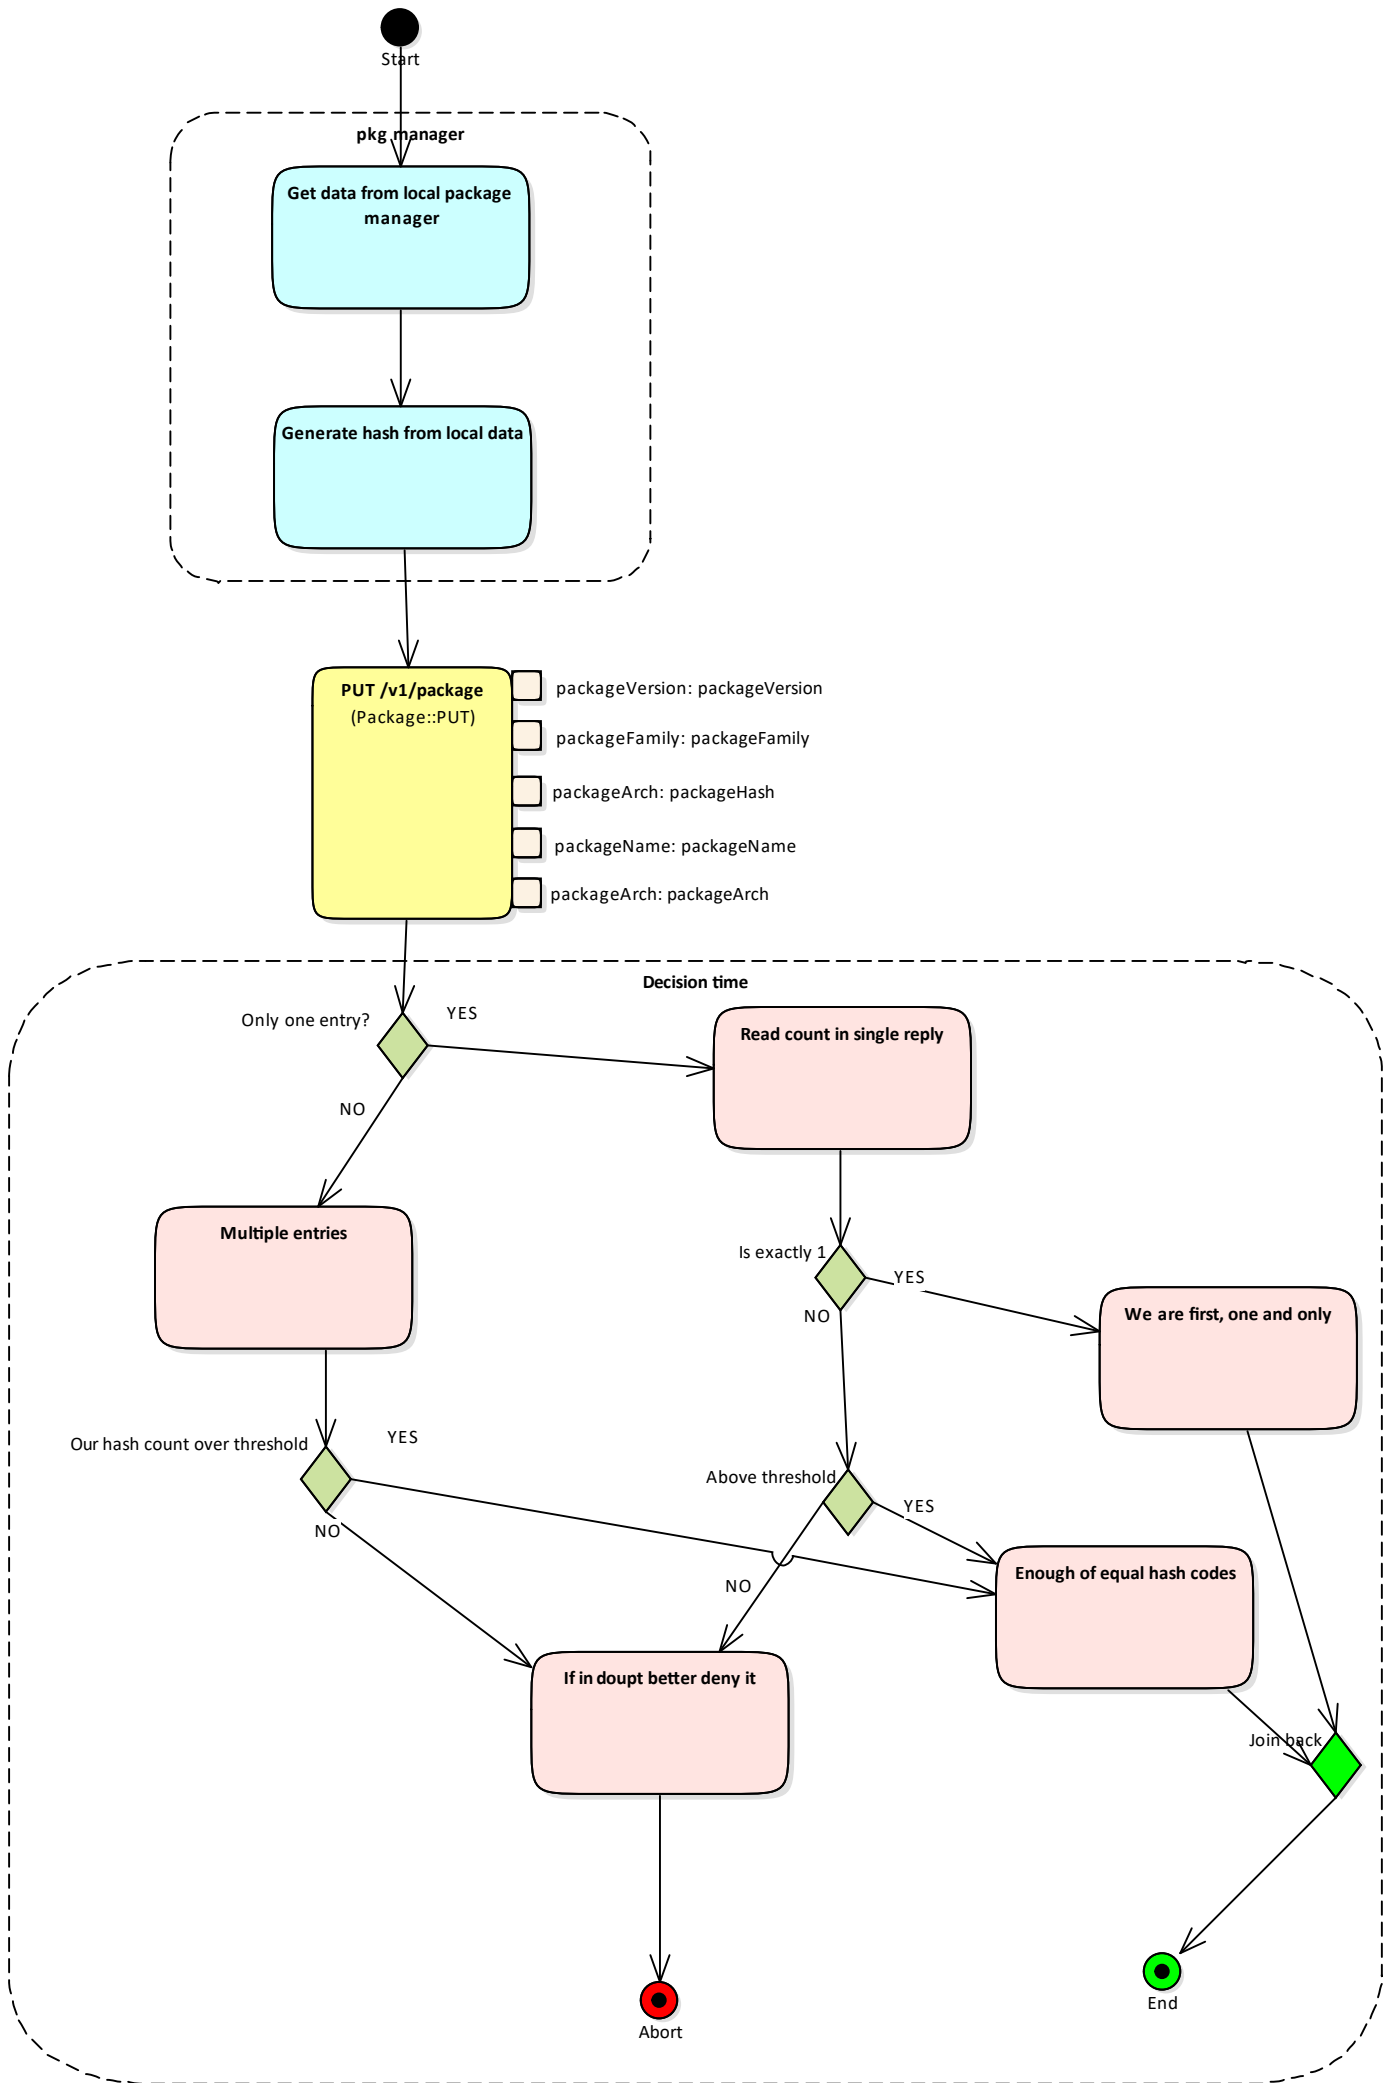 Start
pkg manager
Get data from local package
manager
Generate hash from local data
PUT /v1/package
(Package::PUT)
packageVersion: packageVersion
packageFamily: packageFamily
packageArch: packageHash
packageName: packageName
packageArch: packageArch
Decision time
Only one entry?
YES
Read count in single reply
NO
Multiple entries
Is exactly 1
YES
NO
We are first, one and only
Our hash count over threshold
YES
NO
Above threshold
YES
NO
Enough of equal hash codes
If in doupt better deny it
Join back
Abort
End